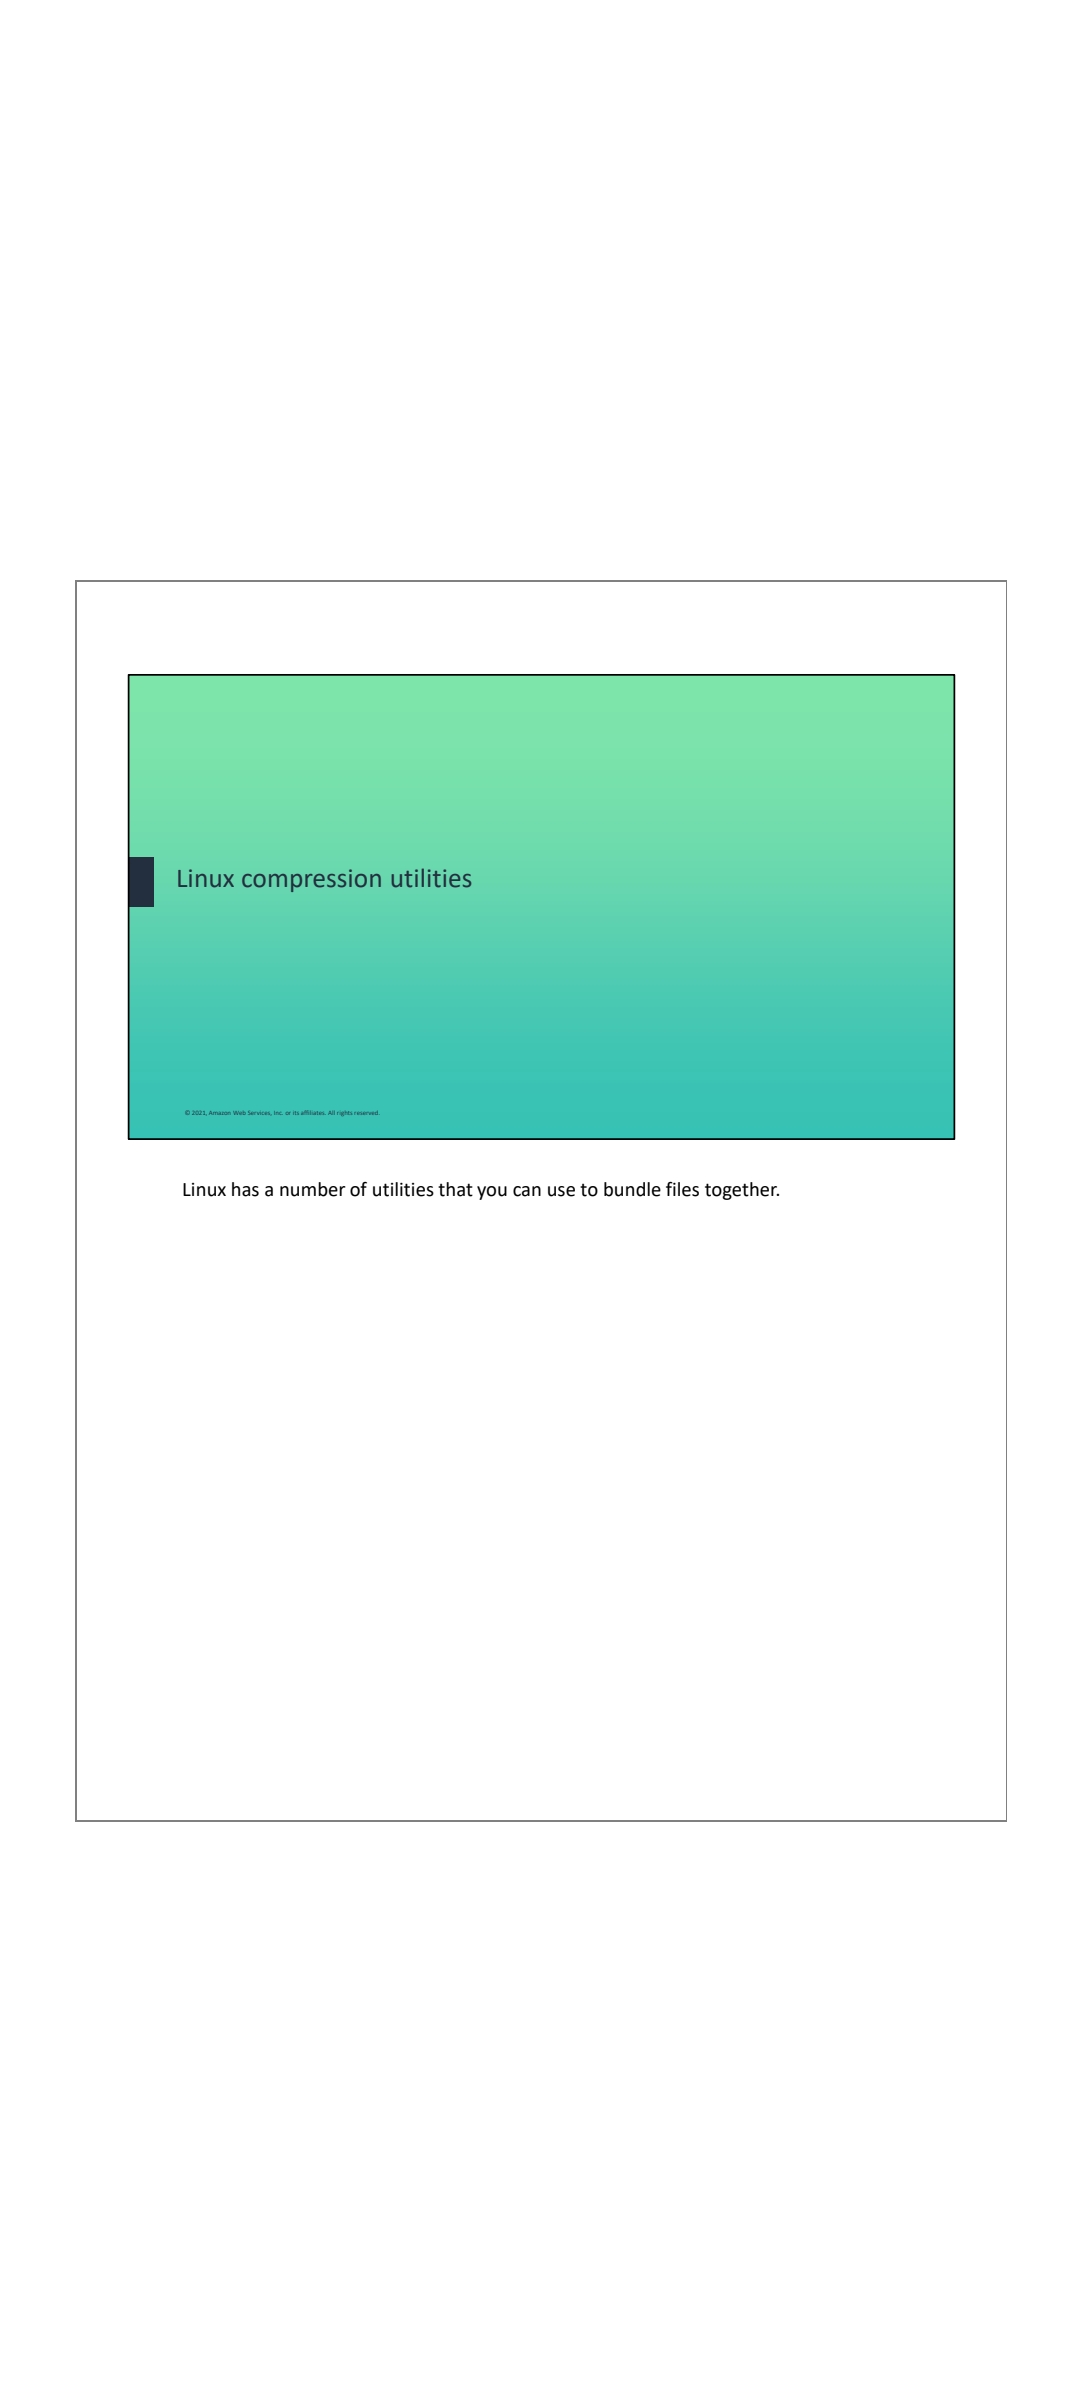 Linux compression utilities
© 2021, Amazon Web Services, Inc. or its affiliates. All rights reserved.
Linux has a number of utilities that you can use to bundle files together.